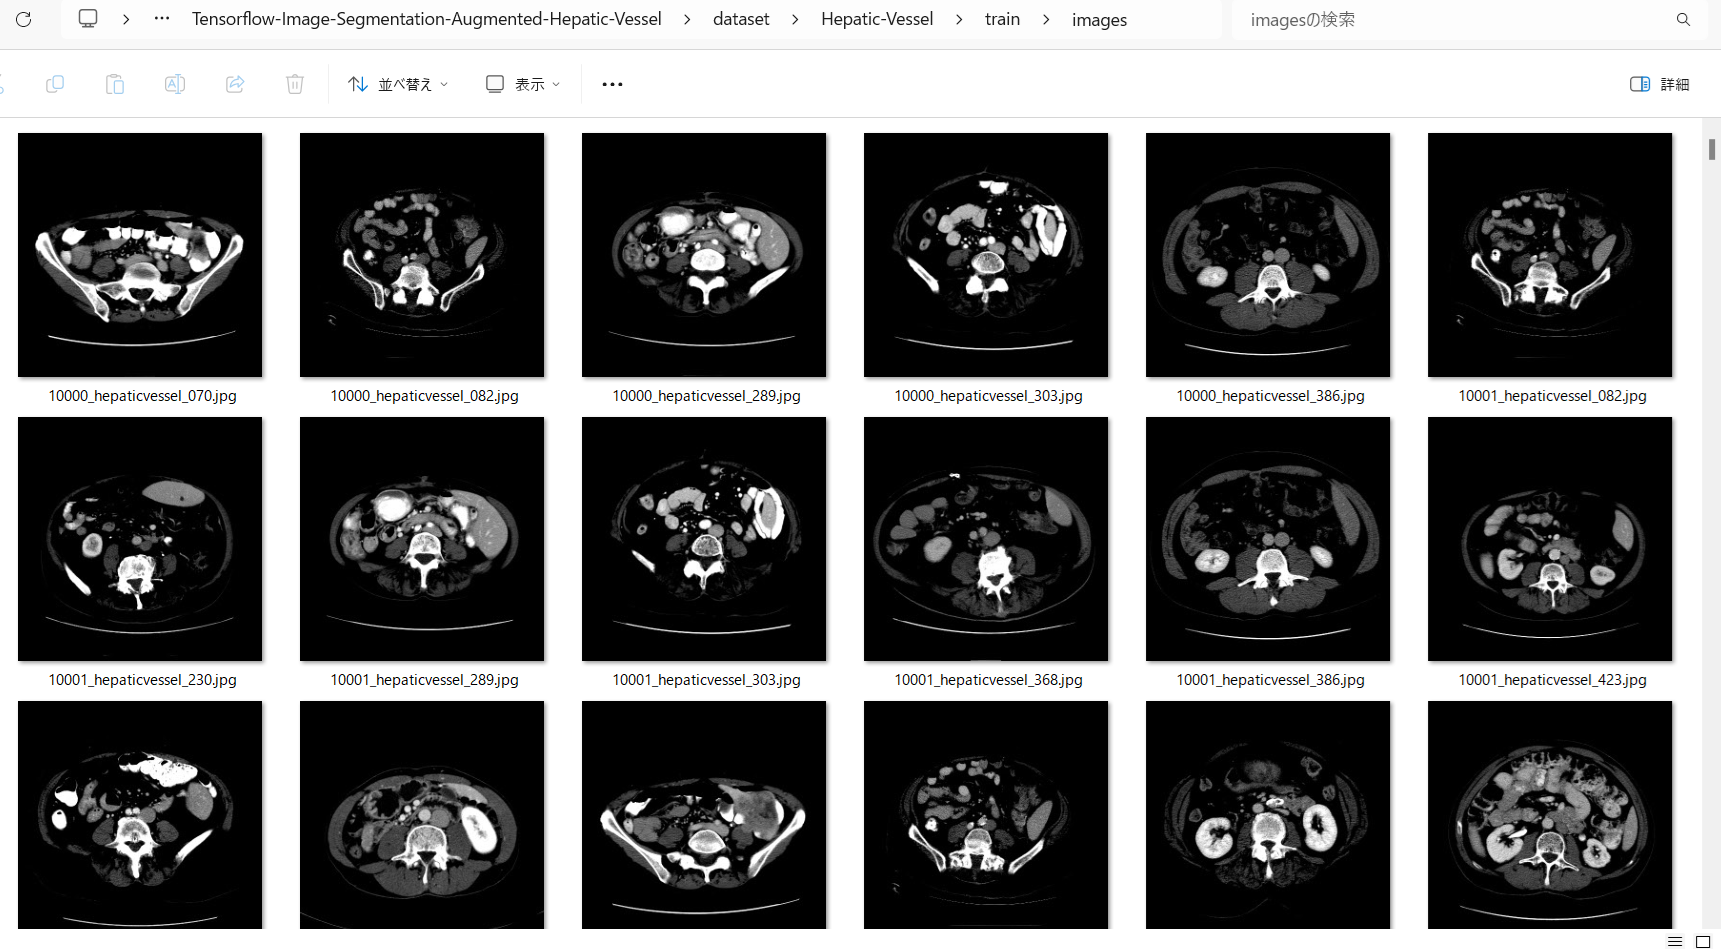 Tensorflow-Image-Segmentation-Augmented-Hepatic-Vessel > dataset > Hepatic-Vessel > train > images
imagesの検索
並べ替え
表示
詳細
10000_hepaticvessel_070.jpg
10000_hepaticvessel_082.jpg
10000_hepaticvessel_289.jpg
10000_hepaticvessel_303.jpg
10000_hepaticvessel_386.jpg
10001_hepaticvessel_082.jpg
10001_hepaticvessel_230.jpg
10001_hepaticvessel_289.jpg
10001_hepaticvessel_303.jpg
10001_hepaticvessel_368.jpg
10001_hepaticvessel_386.jpg
10001_hepaticvessel_423.jpg